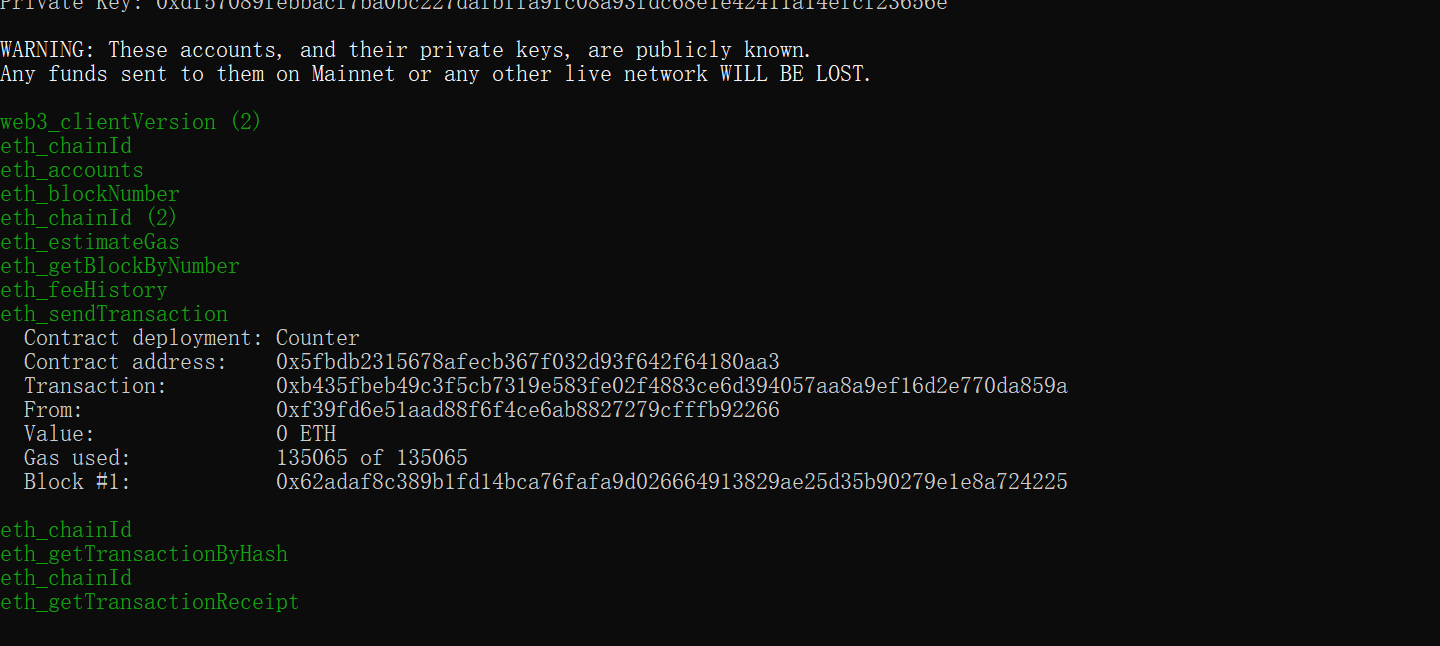 Private Key: 0xdf57089febbacf7ba0bc227dafbffa9fc08a93fdc68e1e42411a14efcf23656e
WARNING: These accounts, and their private keys, are publicly known.
Any funds sent to them on Mainnet or any other live network WILL BE LOST.
web3_clientVersion (2)
eth_chainId
eth_accounts
eth_blockNumber
eth_chainId (2)
eth_estimateGas
eth_getBlockByNumber
eth_feeHistory
eth_sendTransaction
Contract deployment: Counter
Contract address: 0x5fbdb2315678afecb367f032d93f642f64180aa3
Transaction: 0xb435fbeb49c3f5cb7319e583fe02f4883ce6d394057aa8a9ef16d2e770da859a
From: 0xf39fd6e51aad88f6f4ce6ab8827279cfffb92266
Value: 0 ETH
Gas used: 135065 of 135065
Block #1: 0x62adaf8c389b1fd14bca76fafa9d026664913829ae25d35b90279e1e8a724225
eth_chainId
eth_getTransactionByHash
eth_chainId
eth_getTransactionReceipt